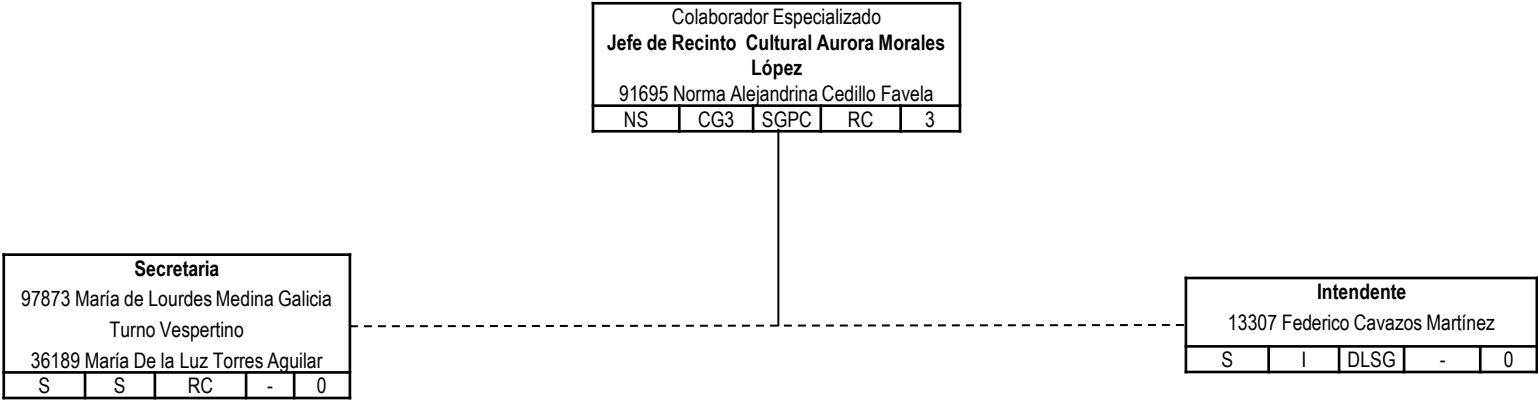 Colaborador Especializado
Jefe de Recinto Cultural Aurora Morales
López
91695 Norma Alejandrina Cedillo Favela
NS CG3 SGPC RC 3
Secretaria
97873 María de Lourdes Medina Galicia
Turno Vespertino
36189 María De la Luz Torres Aguilar
S S RC - 0
Intendente
13307 Federico Cavazos Martínez
S I DLSG - 0